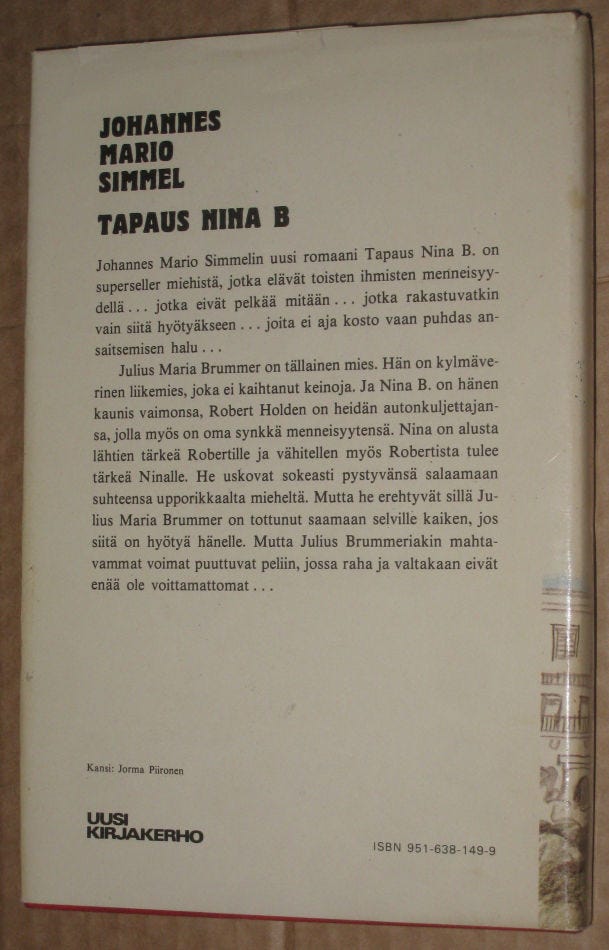 JOHANNES
MARIO
SIMMEL
TAPAUS NINA B
Johannes Mario Simmelin uusi romaani Tapaus Nina B. on
superseller miehistä, jotka elävät toisten ihmisten menneisyy-
dellä... jotka eivät pelkää mitään... jotka rakastuvatkin
vain siitä hyötyäkseen... joita ei aja kosto vaan puhdas an-
saitsemisen halu...
Julius Maria Brummer on tällainen mies. Hän on kylmäve-
rinen liikemies, joka ei kaihtanut keinoja. Ja Nina B. on hänen
kaunis vaimonsa, Robert Holden on heidän autonkuljettajan-
sa, jolla myös on oma synkkä menneisyytensä. Nina on alusta
lähtien tärkeä Robertille ja vähitellen myös Robertista tulee
tärkeä Ninalle. He uskovat sokeasti pystyvänsä salaamaan
suhteensa upporikkaalta mieheltä. Mutta he erehtyvät sillä Ju-
lius Maria Brummer on tottunut saamaan selville kaiken, jos
siitä on hyötyä hänelle. Mutta Julius Brummeriakin mahta-
vammat voimat puuttuvat peliin, jossa raha ja valtakaan eivät
enää ole voittamattomat...
Kansi: Jorma Piironen
UUSI
KIRJAKERHO
ISBN 951-638-149-9